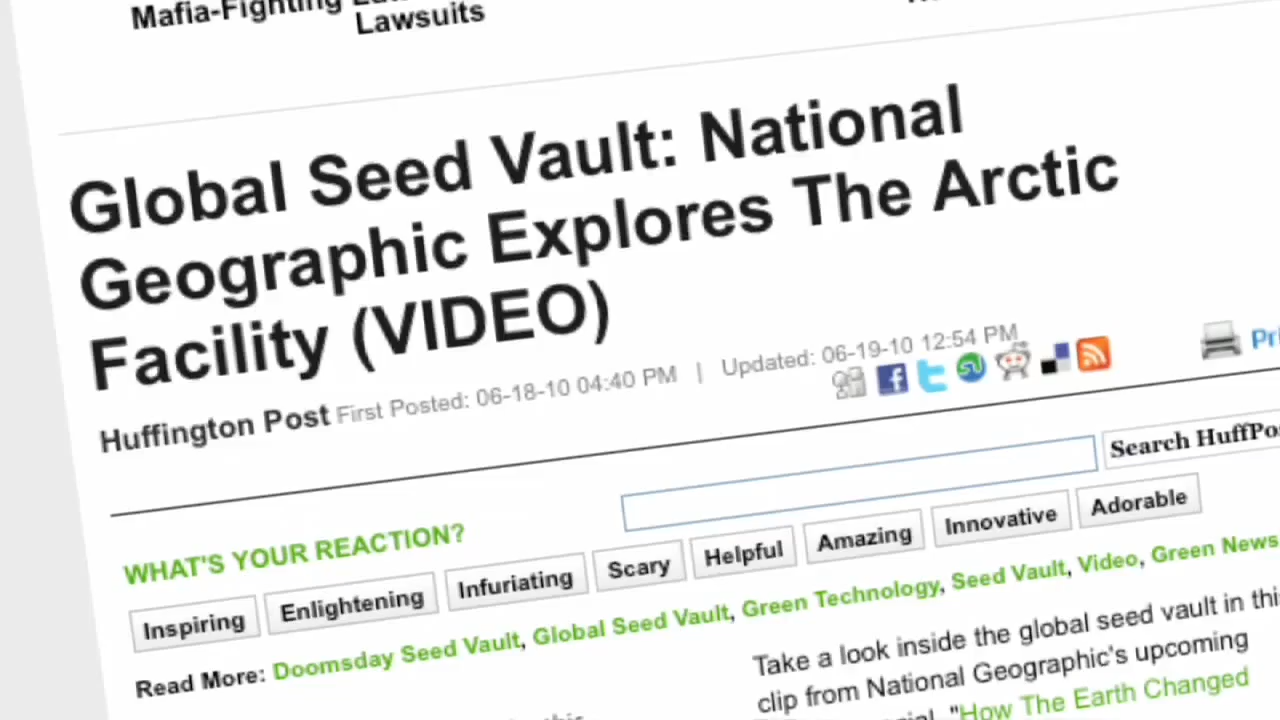 Mafia-Fighting
Lawsuits
Global Seed Vault: National
Geographic Explores The Arctic
Facility (VIDEO)
Huffington Post First Posted: 06-18-10 04:40 PM | Updated: 06-19-10 12:54 PM
Search
WHAT'S YOUR REACTION?
Inspiring Enlightening Infuriating Scary Helpful Amazing Innovative Adorable
Read More: Doomsday Seed Vault, Global Seed Vault, Green Technology, Seed Vault, Video, Green News
Take a look inside the global seed vault in this
clip from National Geographic's upcoming
"How The Earth Changed